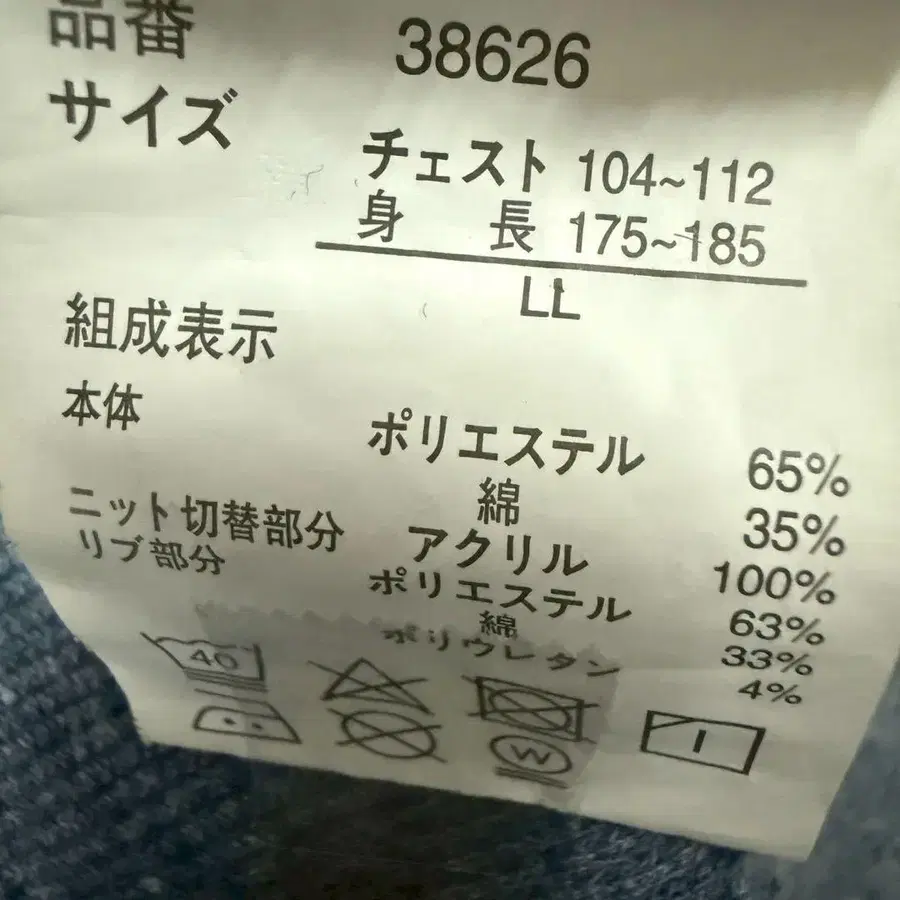 品番 38626
サイズ
チェスト 104~112
身長 175~185
LL
組成表示
本体 ポリエステル 65%
綿 35%
ニット切替部分 アクリル 100%
リブ部分 ポリエステル 63%
綿 33%
ポリウレタン 4%
40
W